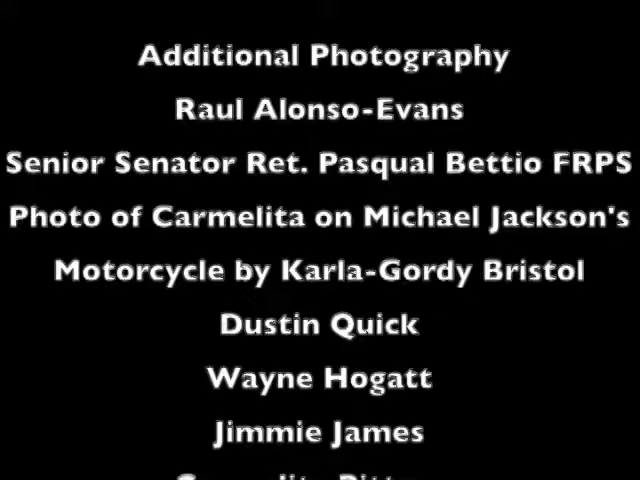 Additional Photography
Raul Alonso-Evans
Senior Senator Ret. Pasqual Bettio FRPS
Photo of Carmelita on Michael Jackson's
Motorcycle by Karla-Gordy Bristol
Dustin Quick
Wayne Hogatt
Jimmie James